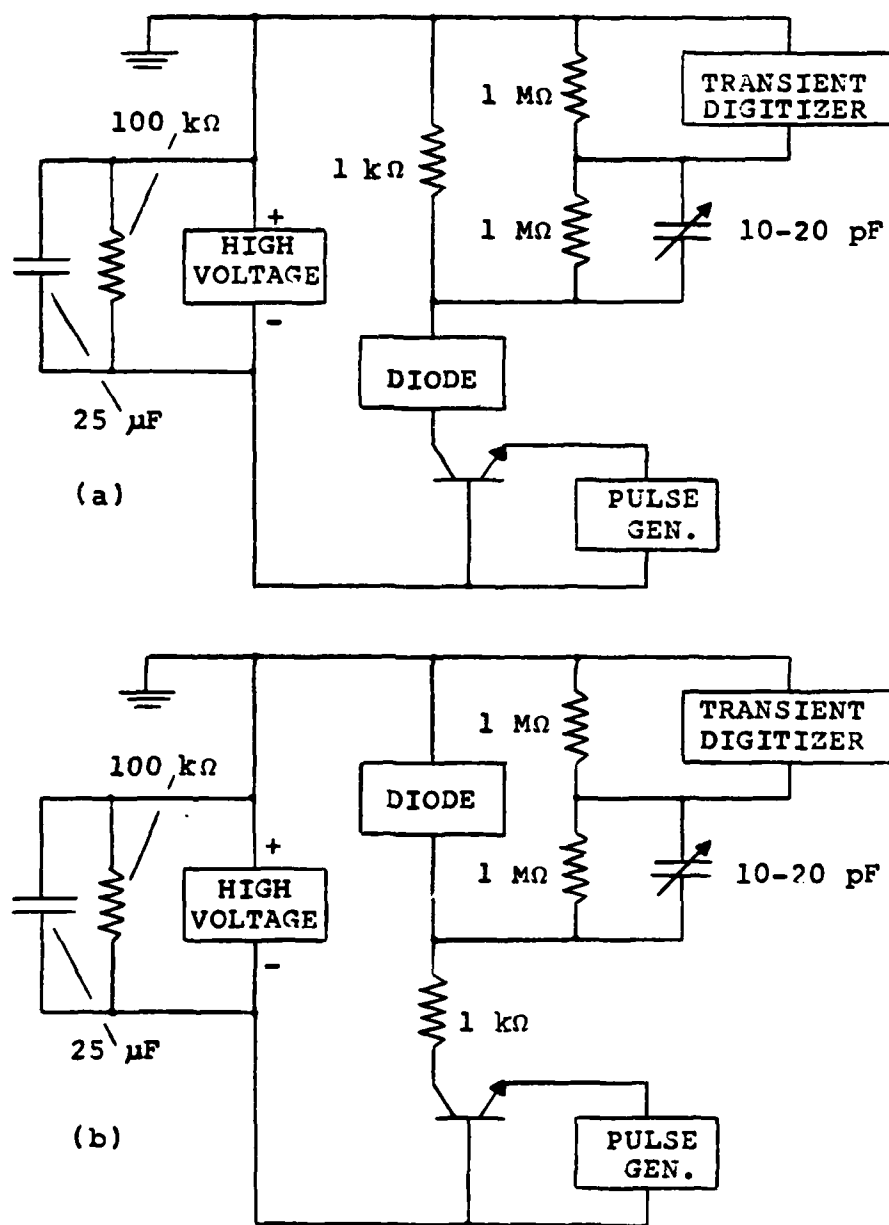 TRANSIENT
DIGITIZER
1 MΩ
100 kΩ
1 kΩ
+
HIGH
VOLTAGE
-
1 MΩ
10-20 pF
DIODE
25 µF
(a)
PULSE
GEN.
TRANSIENT
DIGITIZER
1 MΩ
100 kΩ
DIODE
+
HIGH
VOLTAGE
-
1 MΩ
10-20 pF
1 kΩ
25 µF
(b)
PULSE
GEN.